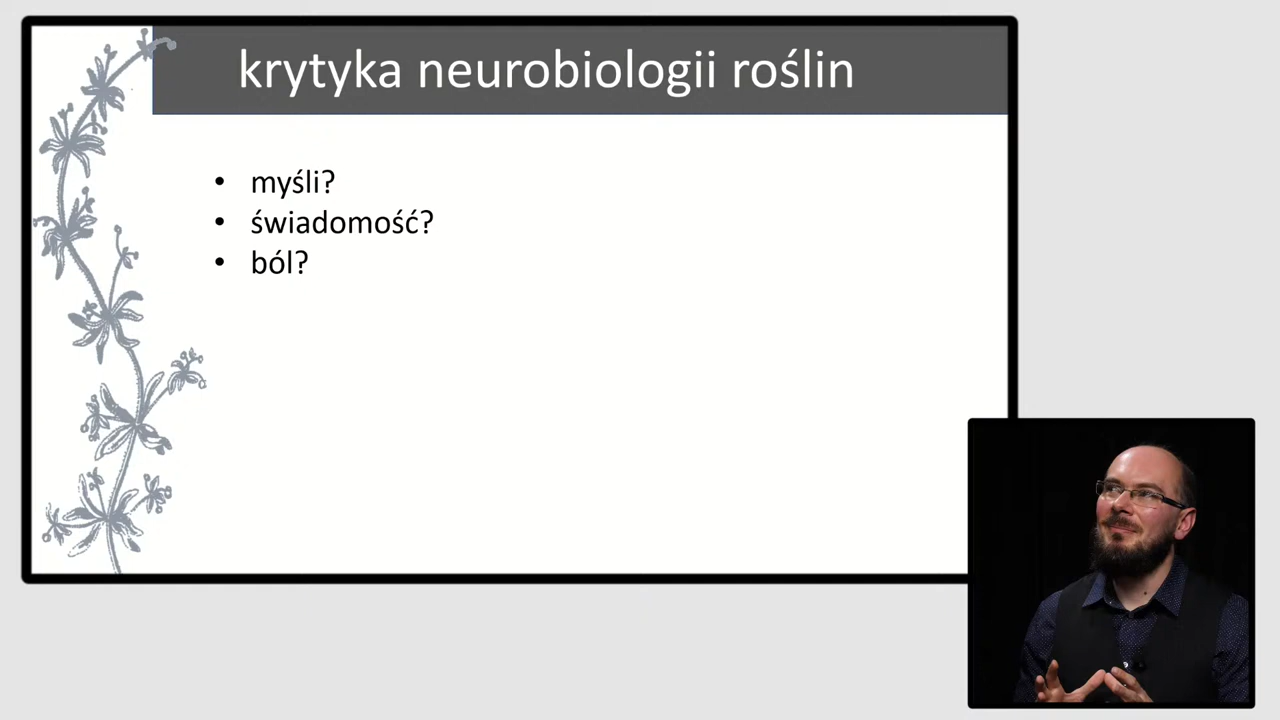 krytyka neurobiologii roślin
• myśli?
• świadomość?
• ból?